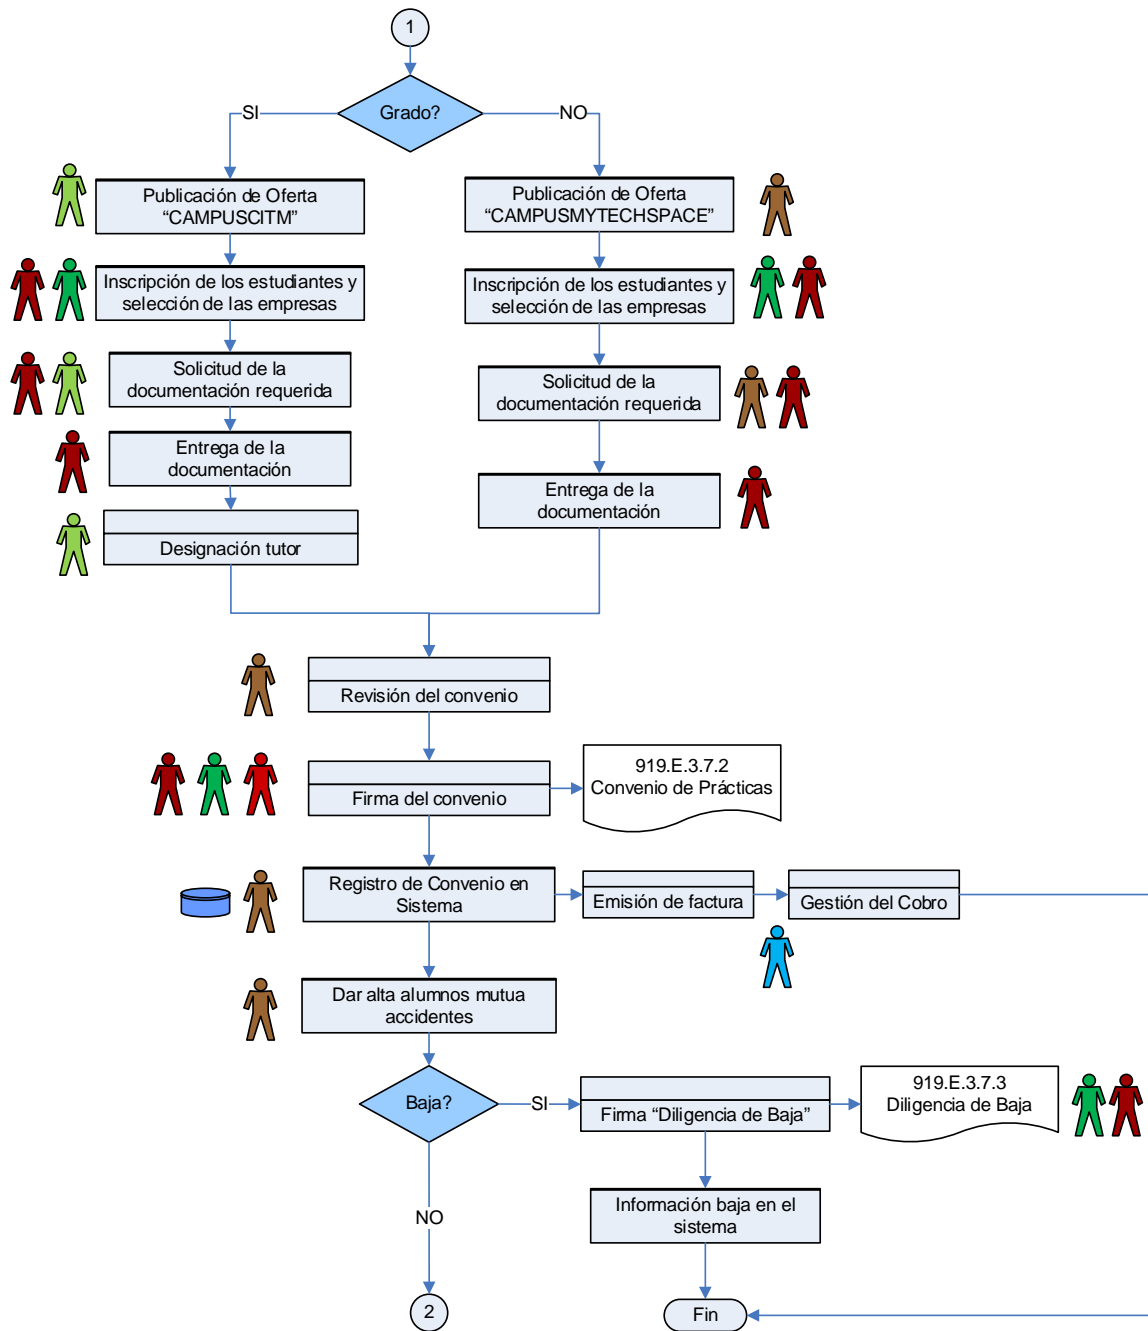 1
Grado?
SI
NO
Publicación de Oferta
“CAMPUSCITM”
Publicación de Oferta
“CAMPUSMYTECHSPACE”
Inscripción de los estudiantes y
selección de las empresas
Inscripción de los estudiantes y
selección de las empresas
Solicitud de la
documentación requerida
Solicitud de la
documentación requerida
Entrega de la
documentación
Entrega de la
documentación
Designación tutor
Revisión del convenio
Firma del convenio
919.E.3.7.2
Convenio de Prácticas
Registro de Convenio en
Sistema
Emisión de factura
Gestión del Cobro
Dar alta alumnos mutua
accidentes
Baja?
SI
Firma “Diligencia de Baja”
919.E.3.7.3
Diligencia de Baja
NO
Información baja en el
sistema
2
Fin